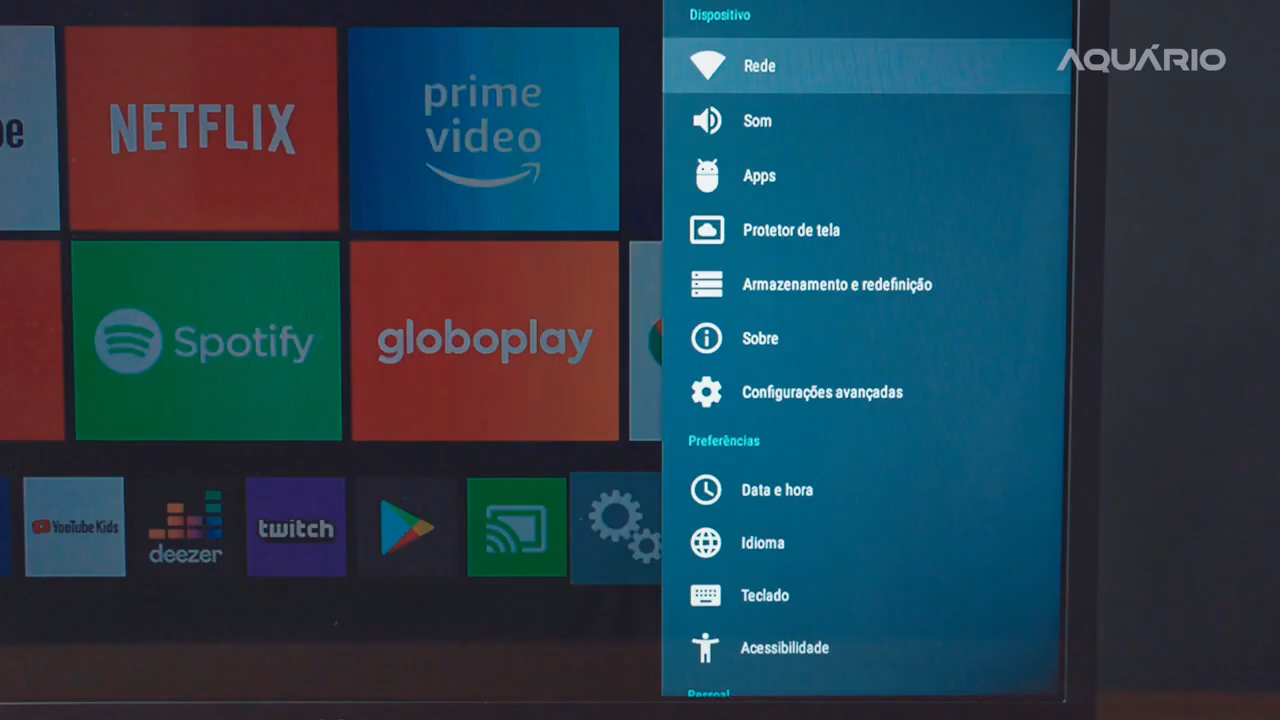 Dispositivo
AQUÁRIO
Rede
NETFLIX
prime
video
Som
Apps
Protetor de tela
Armazenamento e redefinição
Spotify
globoplay
Sobre
Configurações avançadas
Preferências
Data e hora
YouTube Kids
twitch
deezer
Idioma
Teclado
Acessibilidade
Pessoal